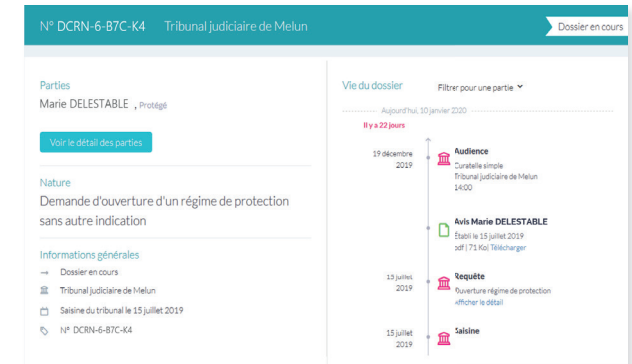 N° DCRN-6-B7C-K4 Tribunal judiciaire de Melun
Dossier en cours
Parties
Marie DELESTABLE , Protégé
Voir le détail des parties
Nature
Demande d'ouverture d'un régime de protection
sans autre indication
Informations générales
Dossier en cours
Tribunal judiciaire de Melun
Saisine du tribunal le 15 juillet 2019
N° DCRN-6-B7C-K4
Vie du dossier
Filtrer pour une partie
Aujourd'hui, 10 janvier 2020
Il y a 22 jours
19 décembre
2019
Audience
Curatelle simple
Tribunal judiciaire de Melun
14:00
Avis Marie DELESTABLE
Établi le 15 juillet 2019
pdf | 71 Ko| Télécharger
15 juillet
2019
Requête
Ouverture régime de protection
Afficher le détail
15 juillet
2019
Saisine